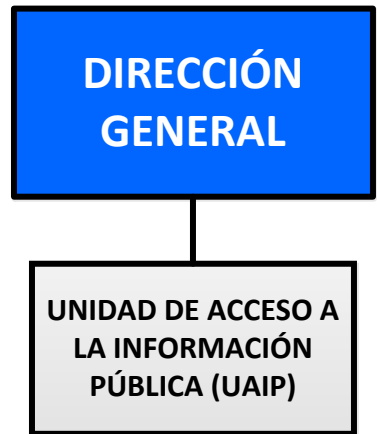 DIRECCIÓN
GENERAL
UNIDAD DE ACCESO A
LA INFORMACIÓN
PÚBLICA (UAIP)